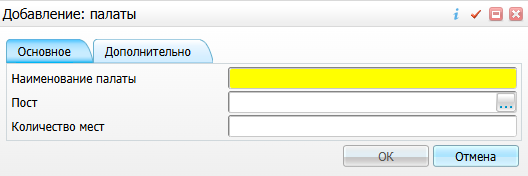 Добавление: палаты
Основное Дополнительно
Наименование палаты
Пост ...
Количество мест
ОК Отмена